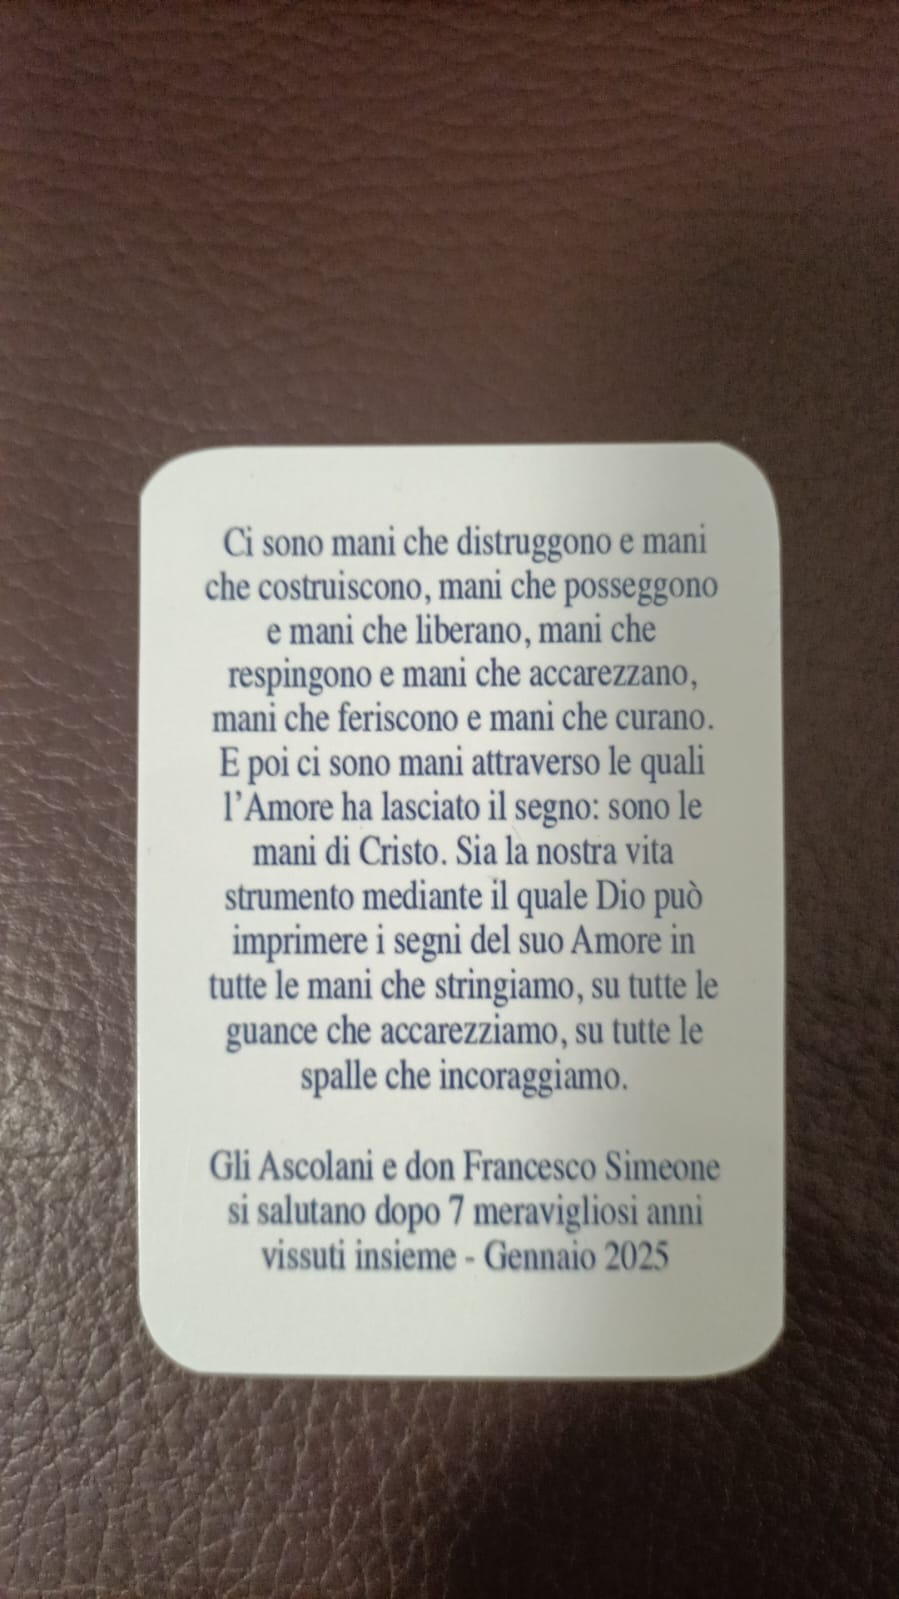 Ci sono mani che distruggono e mani
che costruiscono, mani che posseggono
e mani che liberano, mani che
respingono e mani che accarezzano,
mani che feriscono e mani che curano.
E poi ci sono mani attraverso le quali
l’Amore ha lasciato il segno: sono le
mani di Cristo. Sia la nostra vita
strumento mediante il quale Dio può
imprimere i segni del suo Amore in
tutte le mani che stringiamo, su tutte le
guance che accarezziamo, su tutte le
spalle che incoraggiamo.
Gli Ascolani e don Francesco Simeone
si salutano dopo 7 meravigliosi anni
vissuti insieme - Gennaio 2025